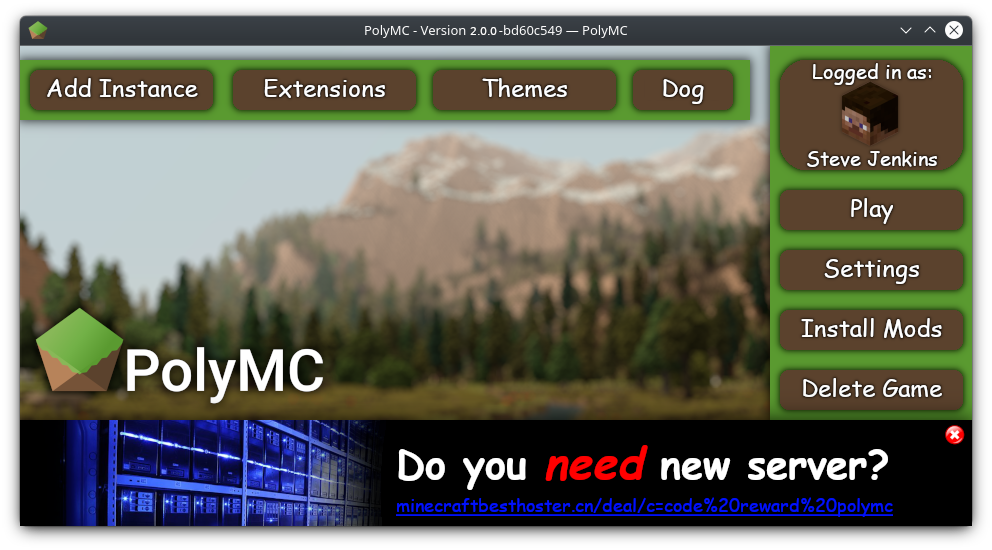 PolyMC - Version 2.0.0-bd60c549 — PolyMC
Add Instance
Extensions
Themes
Dog
Logged in as:
Steve Jenkins
Play
Settings
Install Mods
Delete Game
PolyMC
Do you need new server?
minecraftbesthoster.cn/deal/c=code%20reward%20polymc